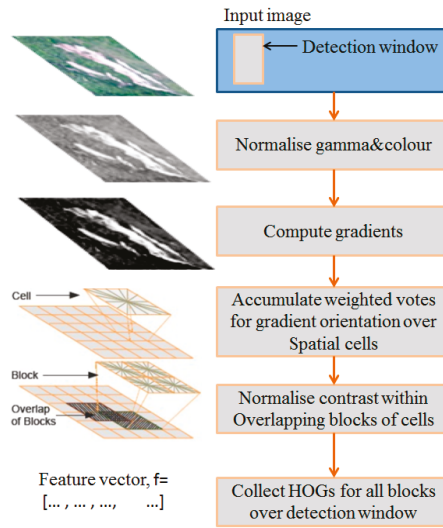 Input image
Detection window
Normalise gamma&colour
Compute gradients
Cell
Accumulate weighted votes
for gradient orientation over
Spatial cells
Block
Overlap
of Blocks
Normalise contrast within
Overlapping blocks of cells
Feature vector, f=
[... , ... , ...,     ...]
Collect HOGs for all blocks
over detection window